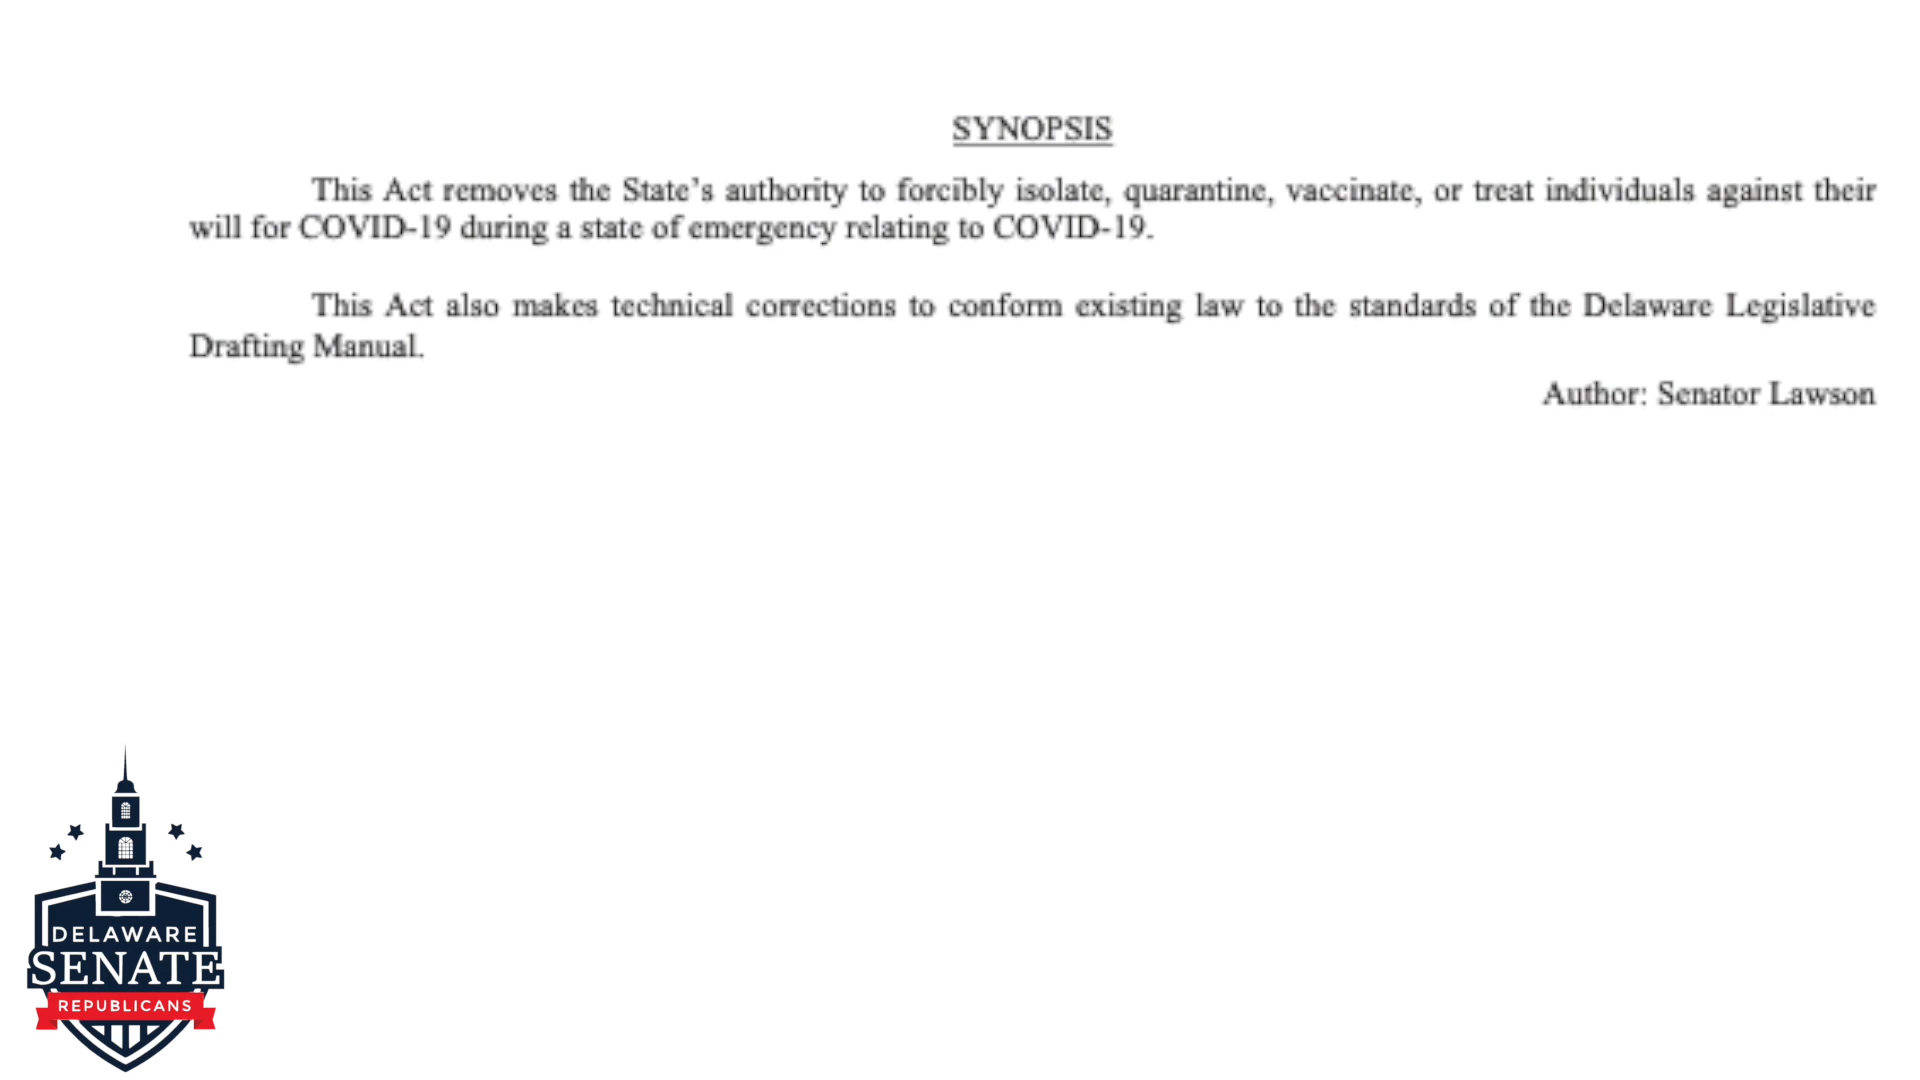 SYNOPSIS
This Act removes the State’s authority to forcibly isolate, quarantine, vaccinate, or treat individuals against their
will for COVID-19 during a state of emergency relating to COVID-19.
This Act also makes technical corrections to conform existing law to the standards of the Delaware Legislative
Drafting Manual.
Author: Senator Lawson
DELAWARE
SENATE
REPUBLICANS